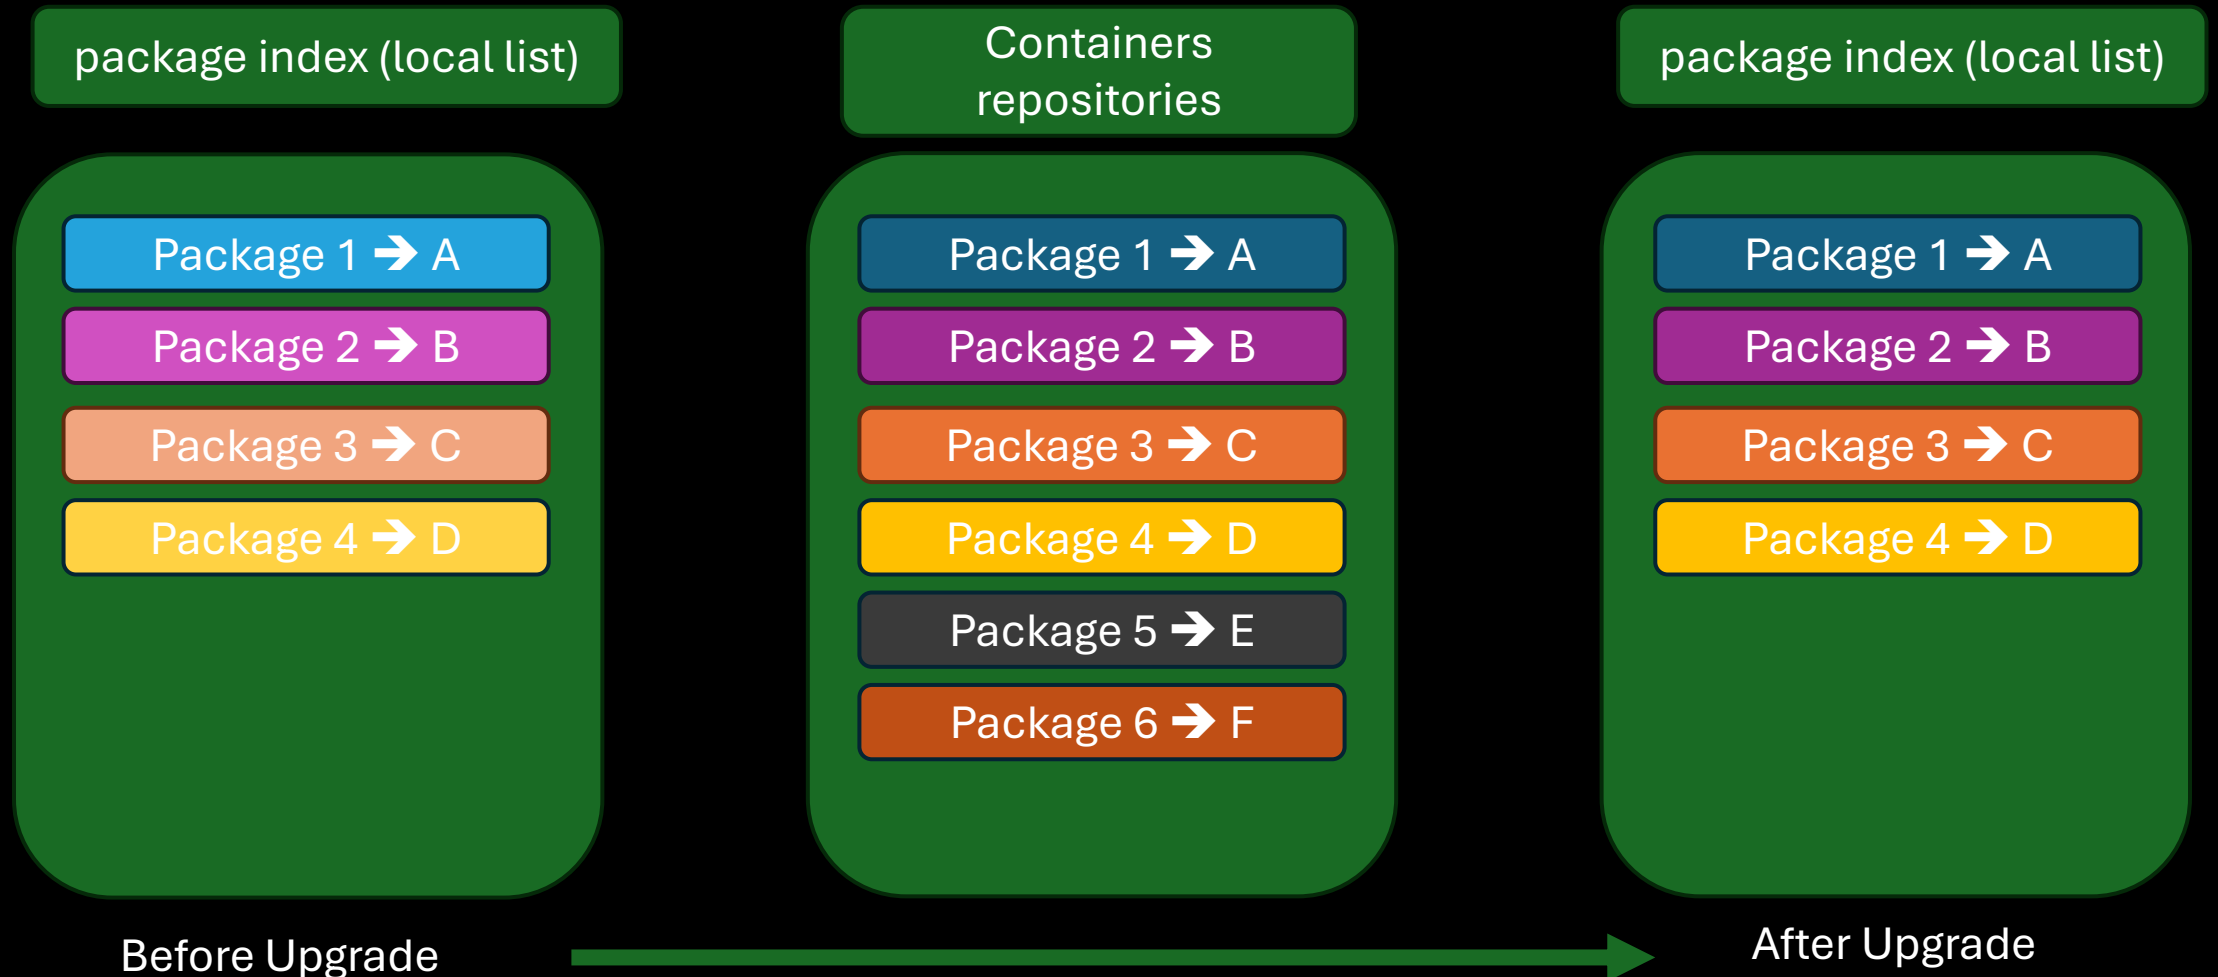 package index (local list)
Containers
repositories
package index (local list)
Package 1 → A
Package 2 → B
Package 3 → C
Package 4 → D
Package 1 → A
Package 2 → B
Package 3 → C
Package 4 → D
Package 5 → E
Package 6 → F
Package 1 → A
Package 2 → B
Package 3 → C
Package 4 → D
Before Upgrade
After Upgrade